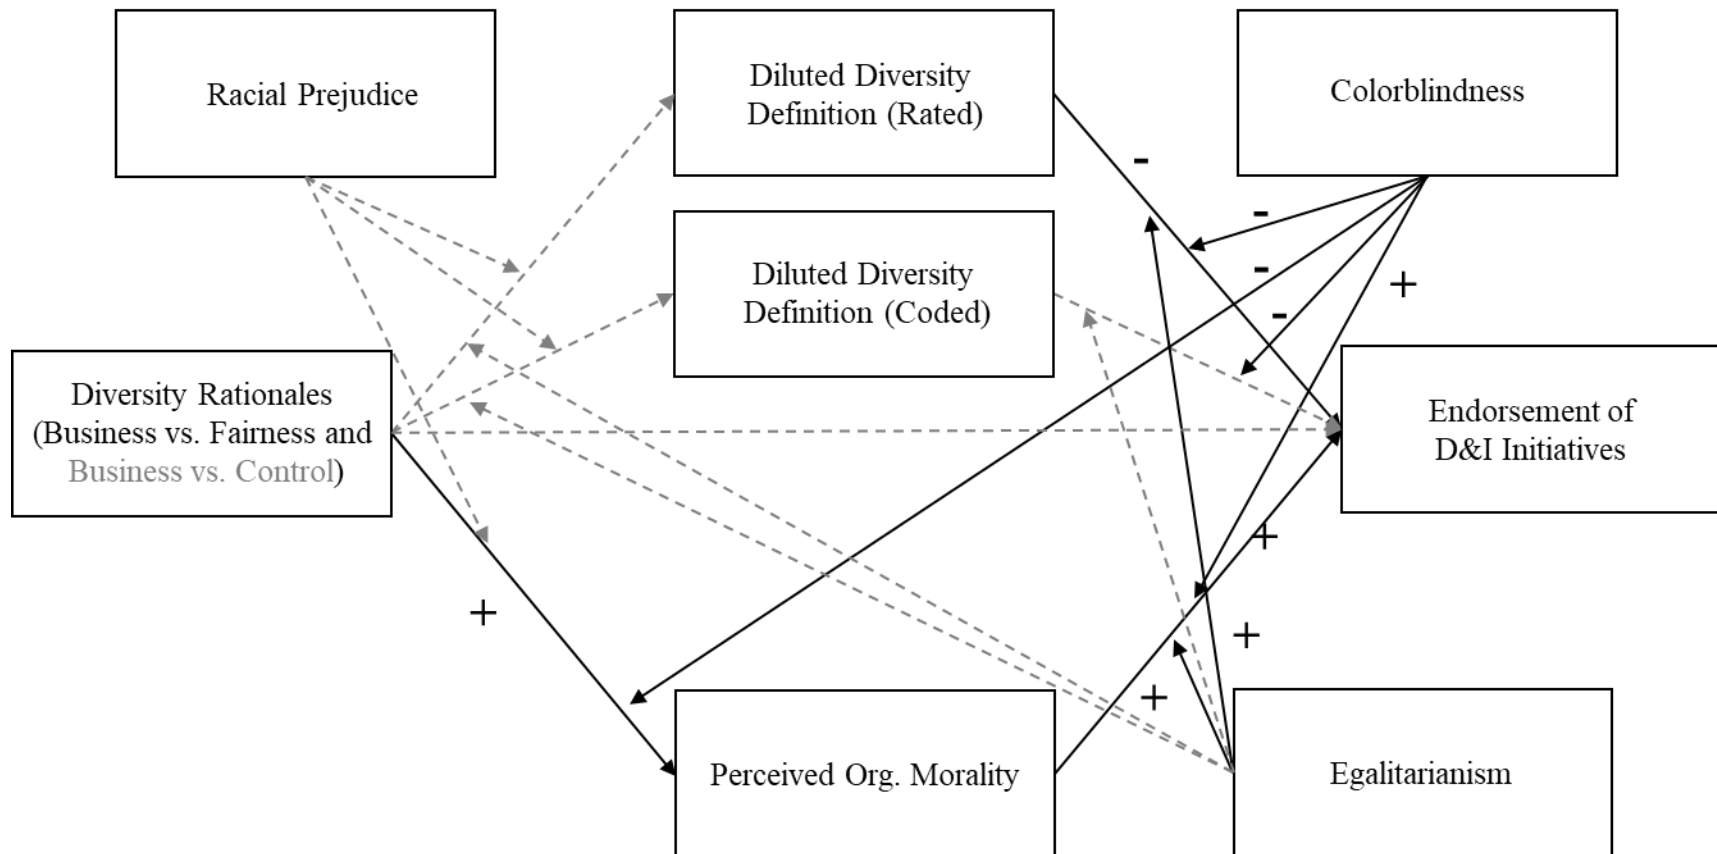 Racial Prejudice
Diluted Diversity
Definition (Rated)
Colorblindness
-
-
Diluted Diversity
Definition (Coded)
-
+
-
Diversity Rationales
(Business vs. Fairness and
Business vs. Control)
Endorsement of
D&I Initiatives
+
+
+
+
Perceived Org. Morality
Egalitarianism